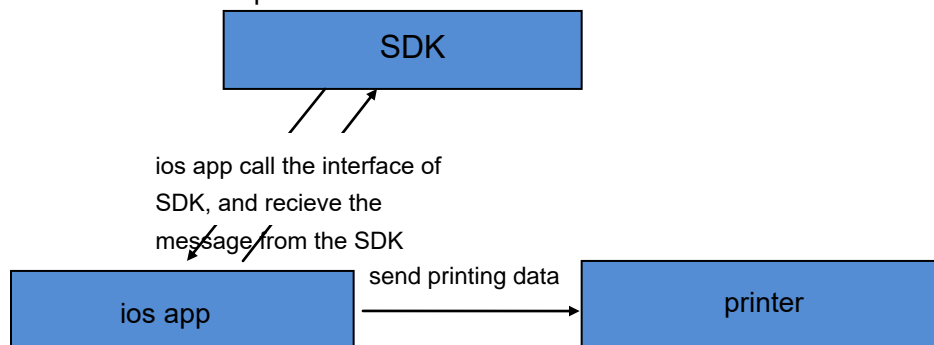 SDK
ios app call the interface of
SDK, and recieve the
message from the SDK
send printing data
ios app
printer